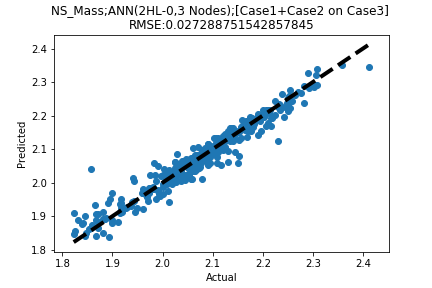 NS_Mass;ANN(2HL-0,3 Nodes);[Case1+Case2 on Case3]
RMSE:0.027288751542857845
2.4
2.3
2.2
2.1
2.0
1.9
1.8
Predicted
1.8 1.9 2.0 2.1 2.2 2.3 2.4
Actual